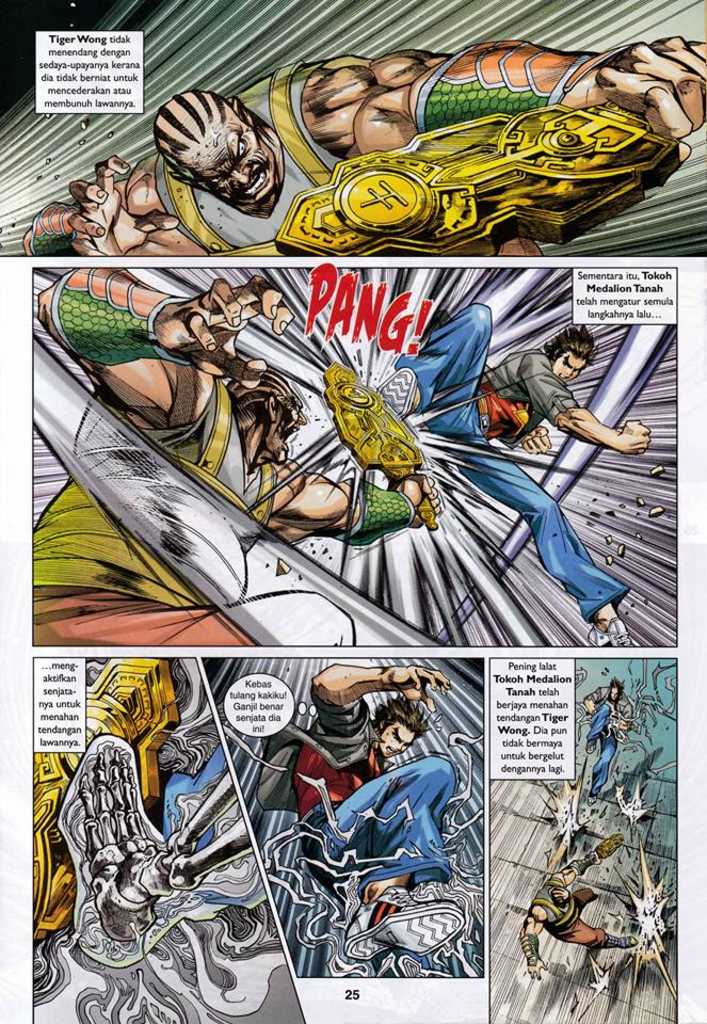 Tiger Wong tidak
menendang dengan
sedaya-upayanya kerana
dia tidak berniat untuk
mencederakan atau
membunuh lawannya.
PANG!
Sementara itu, Tokoh
Medalion Tanah
telah mengatur semula
langkahnya lalu...
...meng-
aktifkan
senjata-
nya untuk
menahan
tendangan
lawannya.
Kebas
tulang kakiku!
Ganjil benar
senjata dia
ini!
Pening lalat
Tokoh Medalion
Tanah telah
berjaya menahan
tendangan Tiger
Wong. Dia pun
tidak bermaya
untuk bergelut
dengannya lagi.
25